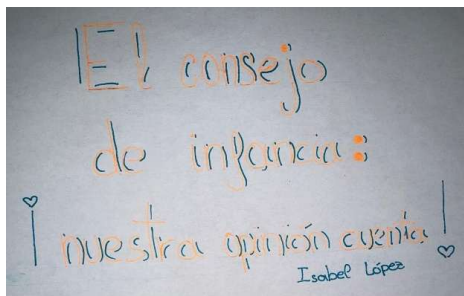 El consejo
de infancia:
¡nuestra opinión cuenta!
Isabel López